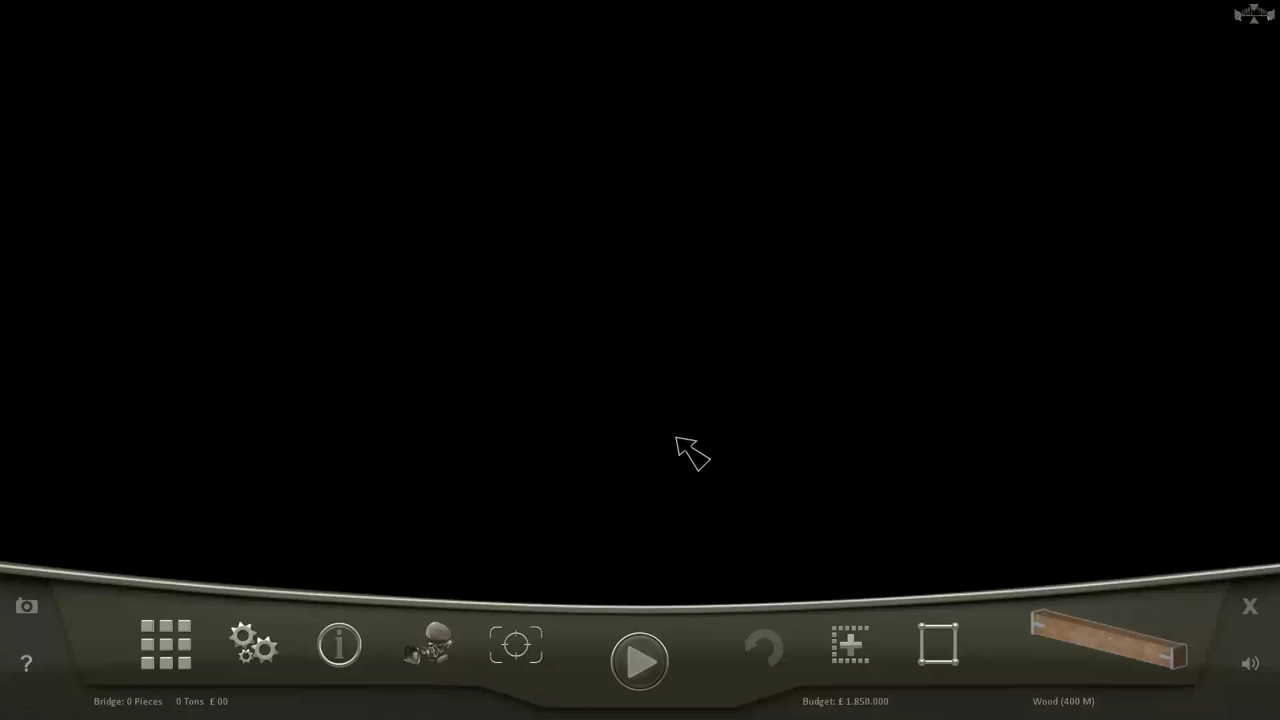 ?
X
Bridge: 0 Pieces 0 Tons £ 00
Budget: £ 1.850.000
Wood (400 M)